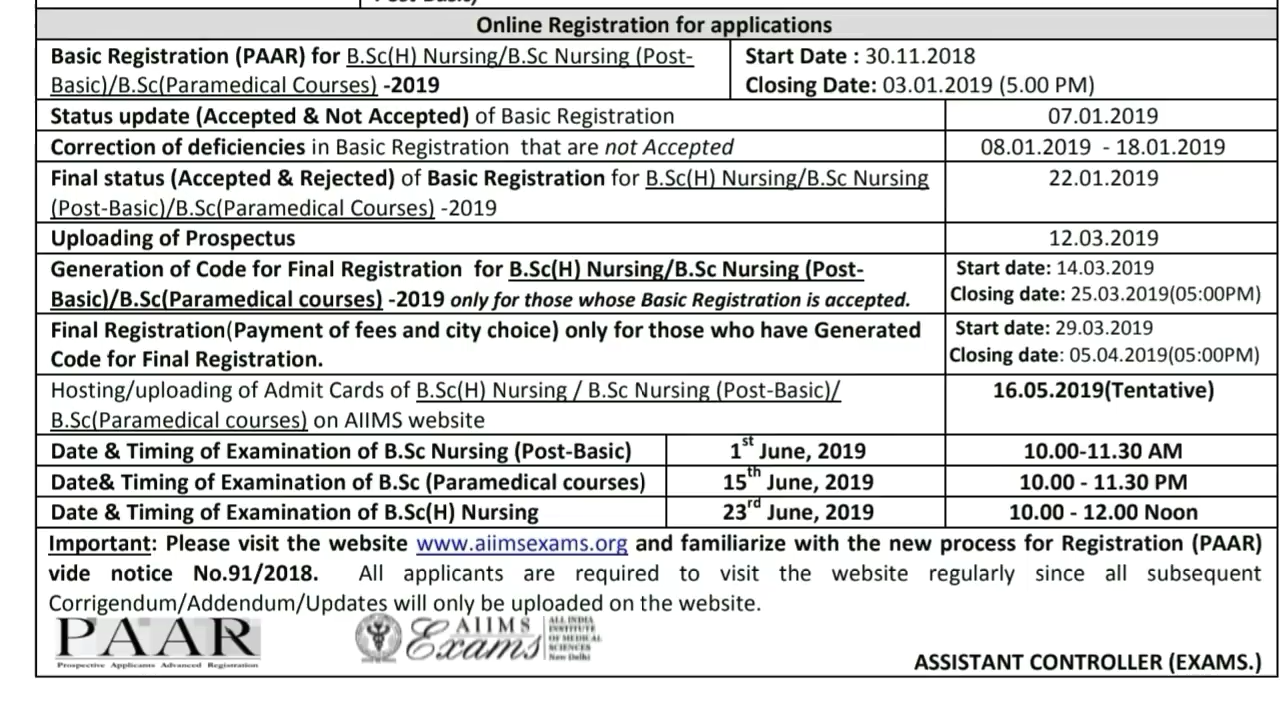 Online Registration for applications
Basic Registration (PAAR) for B.Sc(H) Nursing/B.Sc Nursing (Post-
Basic)/B.Sc(Paramedical Courses) -2019
Start Date : 30.11.2018
Closing Date: 03.01.2019 (5.00 PM)
Status update (Accepted & Not Accepted) of Basic Registration
07.01.2019
Correction of deficiencies in Basic Registration that are not Accepted
08.01.2019 - 18.01.2019
Final status (Accepted & Rejected) of Basic Registration for B.Sc(H) Nursing/B.Sc Nursing
(Post-Basic)/B.Sc(Paramedical Courses) -2019
22.01.2019
Uploading of Prospectus
12.03.2019
Generation of Code for Final Registration for B.Sc(H) Nursing/B.Sc Nursing (Post-
Basic)/B.Sc(Paramedical courses) -2019 only for those whose Basic Registration is accepted.
Start date: 14.03.2019
Closing date: 25.03.2019(05:00PM)
Final Registration(Payment of fees and city choice) only for those who have Generated
Code for Final Registration.
Start date: 29.03.2019
Closing date: 05.04.2019(05:00PM)
Hosting/uploading of Admit Cards of B.Sc(H) Nursing / B.Sc Nursing (Post-Basic)/
B.Sc(Paramedical courses) on AIIMS website
16.05.2019(Tentative)
Date & Timing of Examination of B.Sc Nursing (Post-Basic)
1st June, 2019
10.00-11.30 AM
Date& Timing of Examination of B.Sc (Paramedical courses)
15th June, 2019
10.00 - 11.30 PM
Date & Timing of Examination of B.Sc(H) Nursing
23rd June, 2019
10.00 - 12.00 Noon
Important: Please visit the website www.aiimsexams.org and familiarize with the new process for Registration (PAAR)
vide notice No.91/2018. All applicants are required to visit the website regularly since all subsequent
Corrigendum/Addendum/Updates will only be uploaded on the website.
PAAR
Prospective Applicants Advanced Registration
AIIMS
Exams
ALL INDIA
INSTITUTE
OF MEDICAL
SCIENCES
New Delhi
ASSISTANT CONTROLLER (EXAMS.)